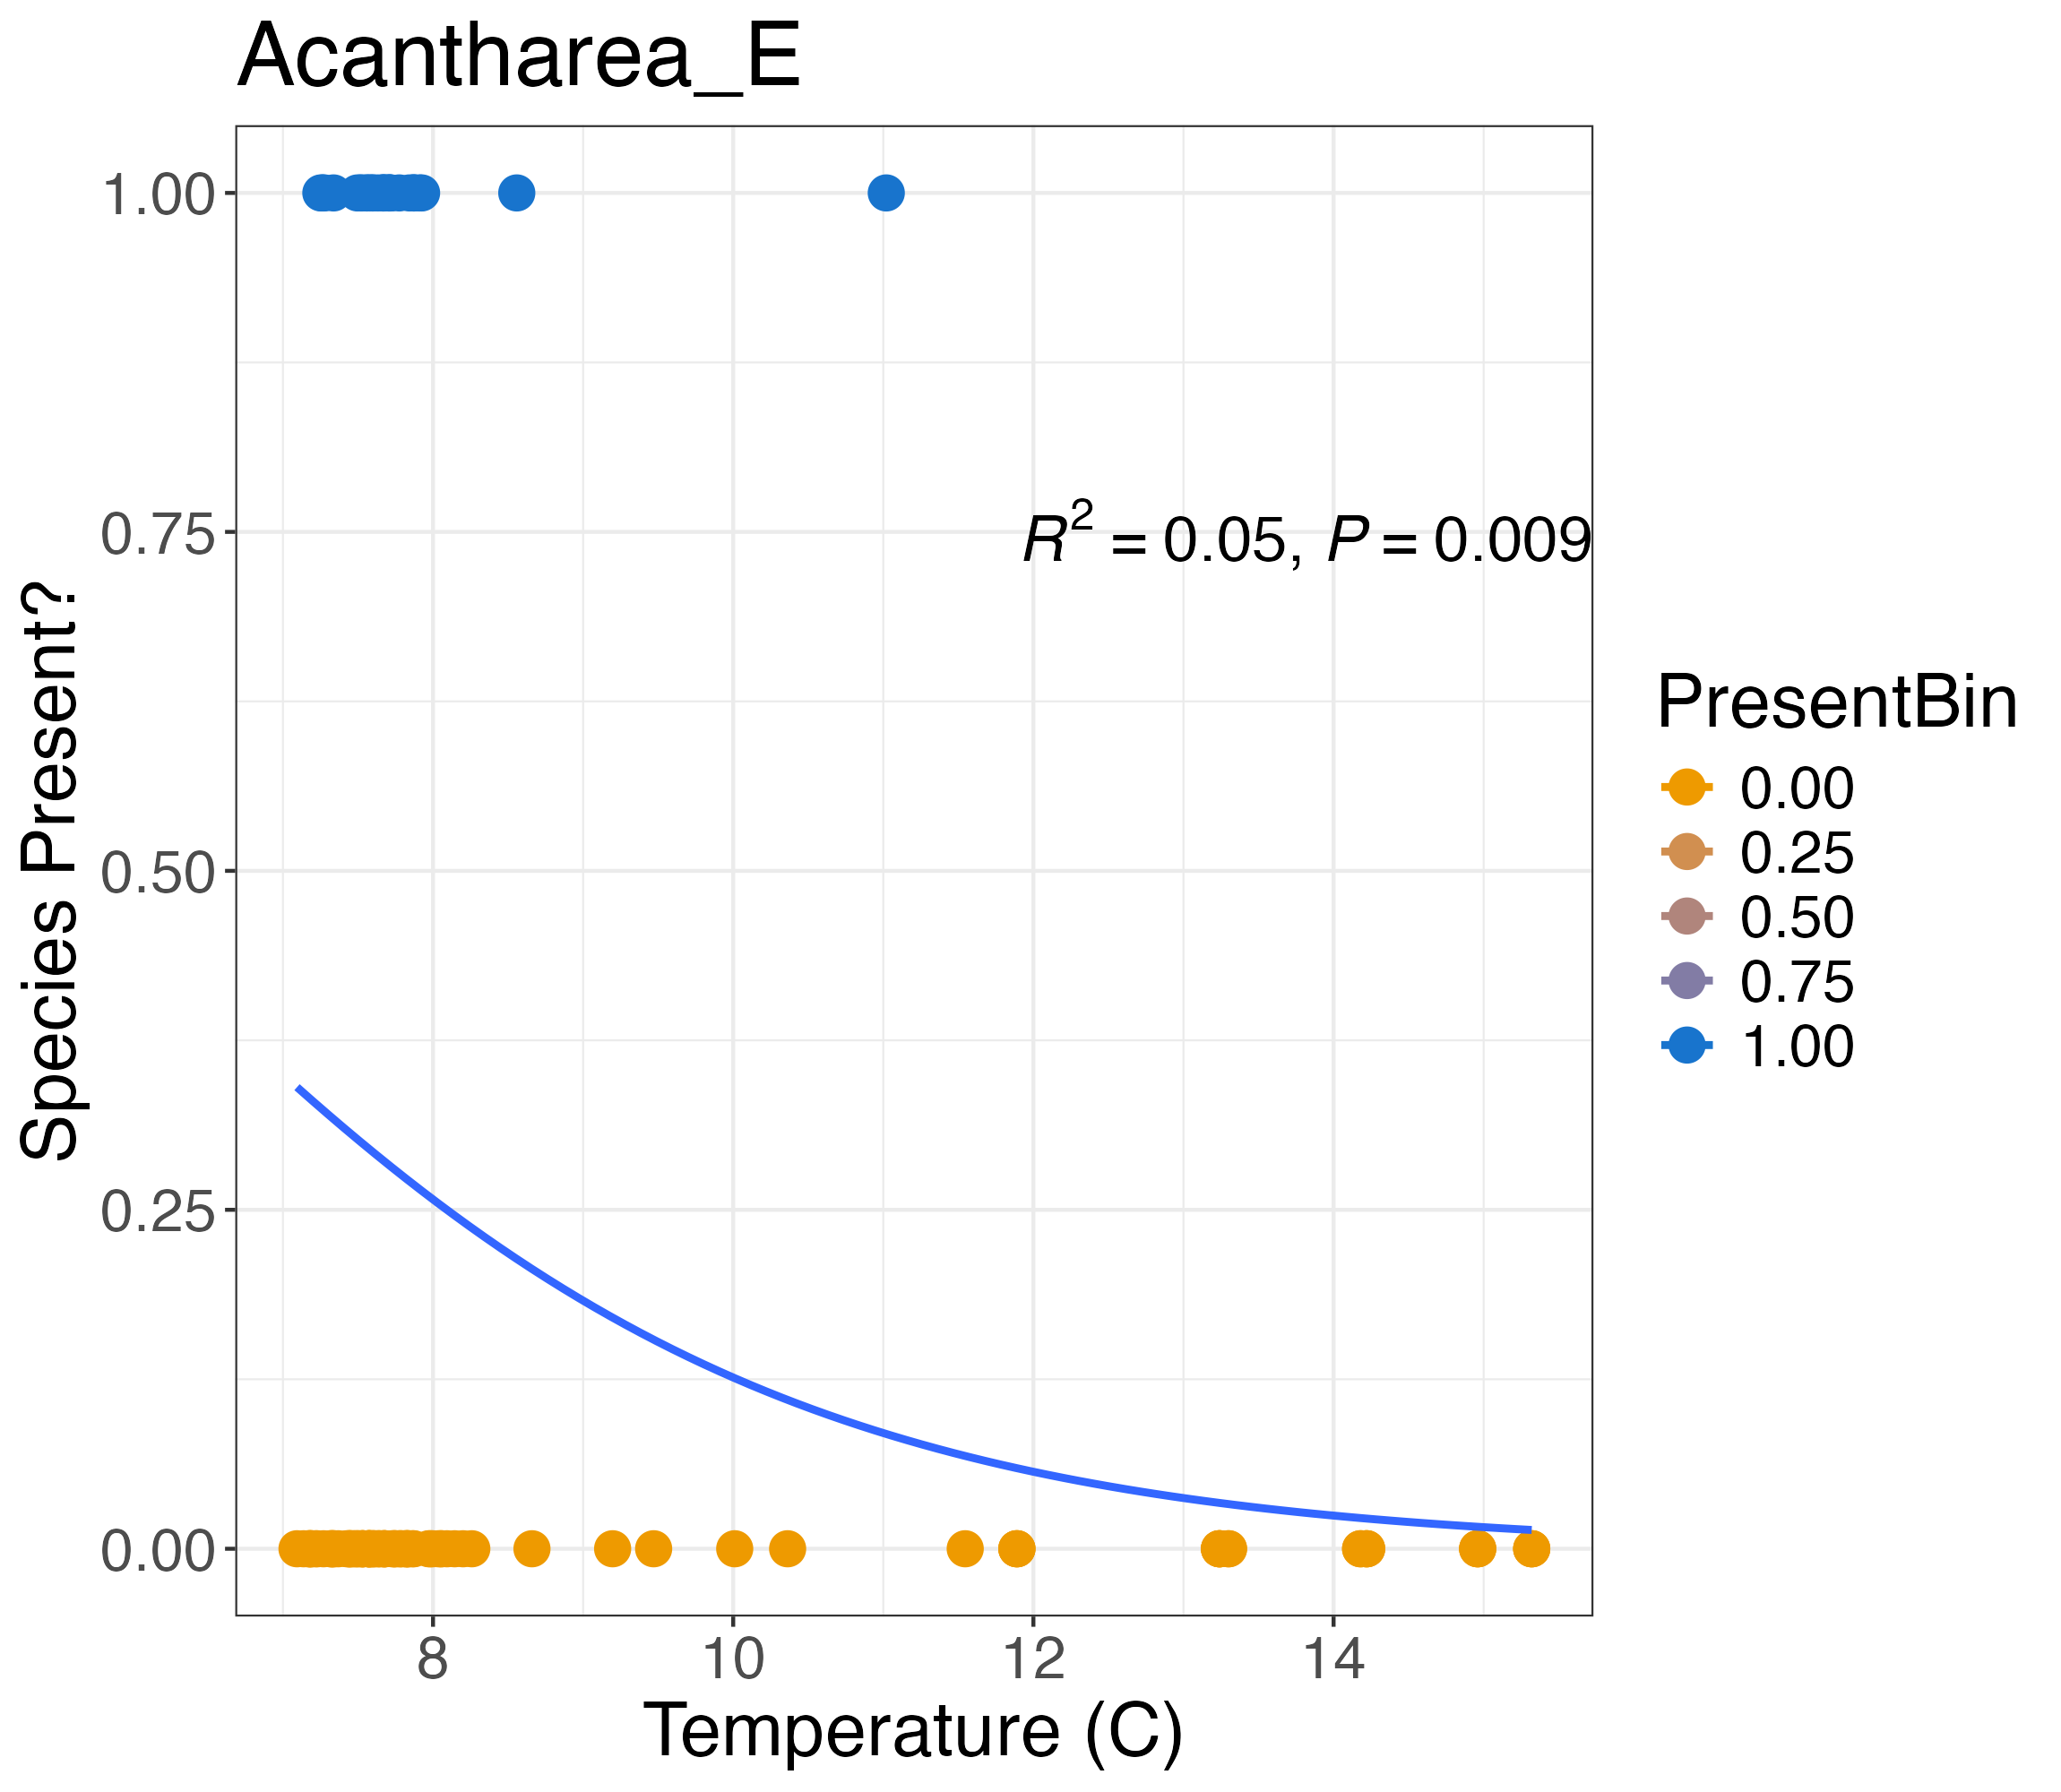 Acantharea_E
1.00
0.75
0.50
0.25
0.00
Species Present?
R² = 0.05, P = 0.009
8 10 12 14
Temperature (C)
PresentBin
0.00
0.25
0.50
0.75
1.00